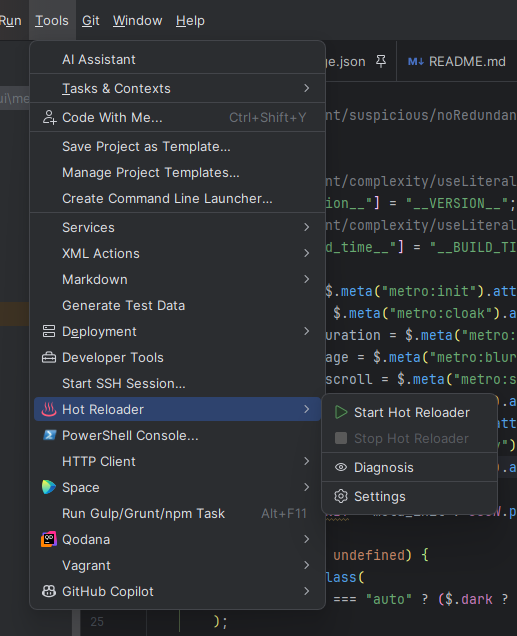 Run Tools Git Window Help
AI Assistant
ge.json README.md
ui\me
Tasks & Contexts
Code With Me... Ctrl+Shift+Y
nt/suspicious/noRedundan
Save Project as Template...
Manage Project Templates...
nt/complexity/useLiteral
Create Command Line Launcher...
ion__"] = "__VERSION__";
Services
nt/complexity/useLiteral
XML Actions
d_time__"] = "__BUILD_TI
Markdown
$.meta("metro:init").att
Generate Test Data
$.meta("metro:cloak").a
Deployment
uration = $.meta("metro:
Developer Tools
age = $.meta("metro:blur
Start SSH Session...
scroll = $.meta("metro:s
Hot Reloader
Start Hot Reloader
PowerShell Console...
Stop Hot Reloader
HTTP Client
Diagnosis
Space
Settings
Run Gulp/Grunt/npm Task Alt+F11
Qodana
undefined) {
Vagrant
lass(
GitHub Copilot
=== "auto" ? ($.dark ?
25 );